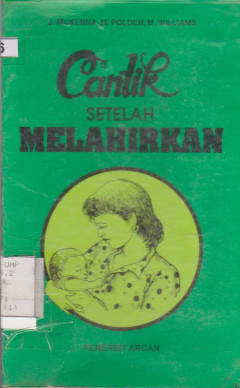 J. McKENNA, M. POLDEN, M. WILLIAMS
Cantik
SETELAH
MELAHIRKAN
PENERBIT ARCAN